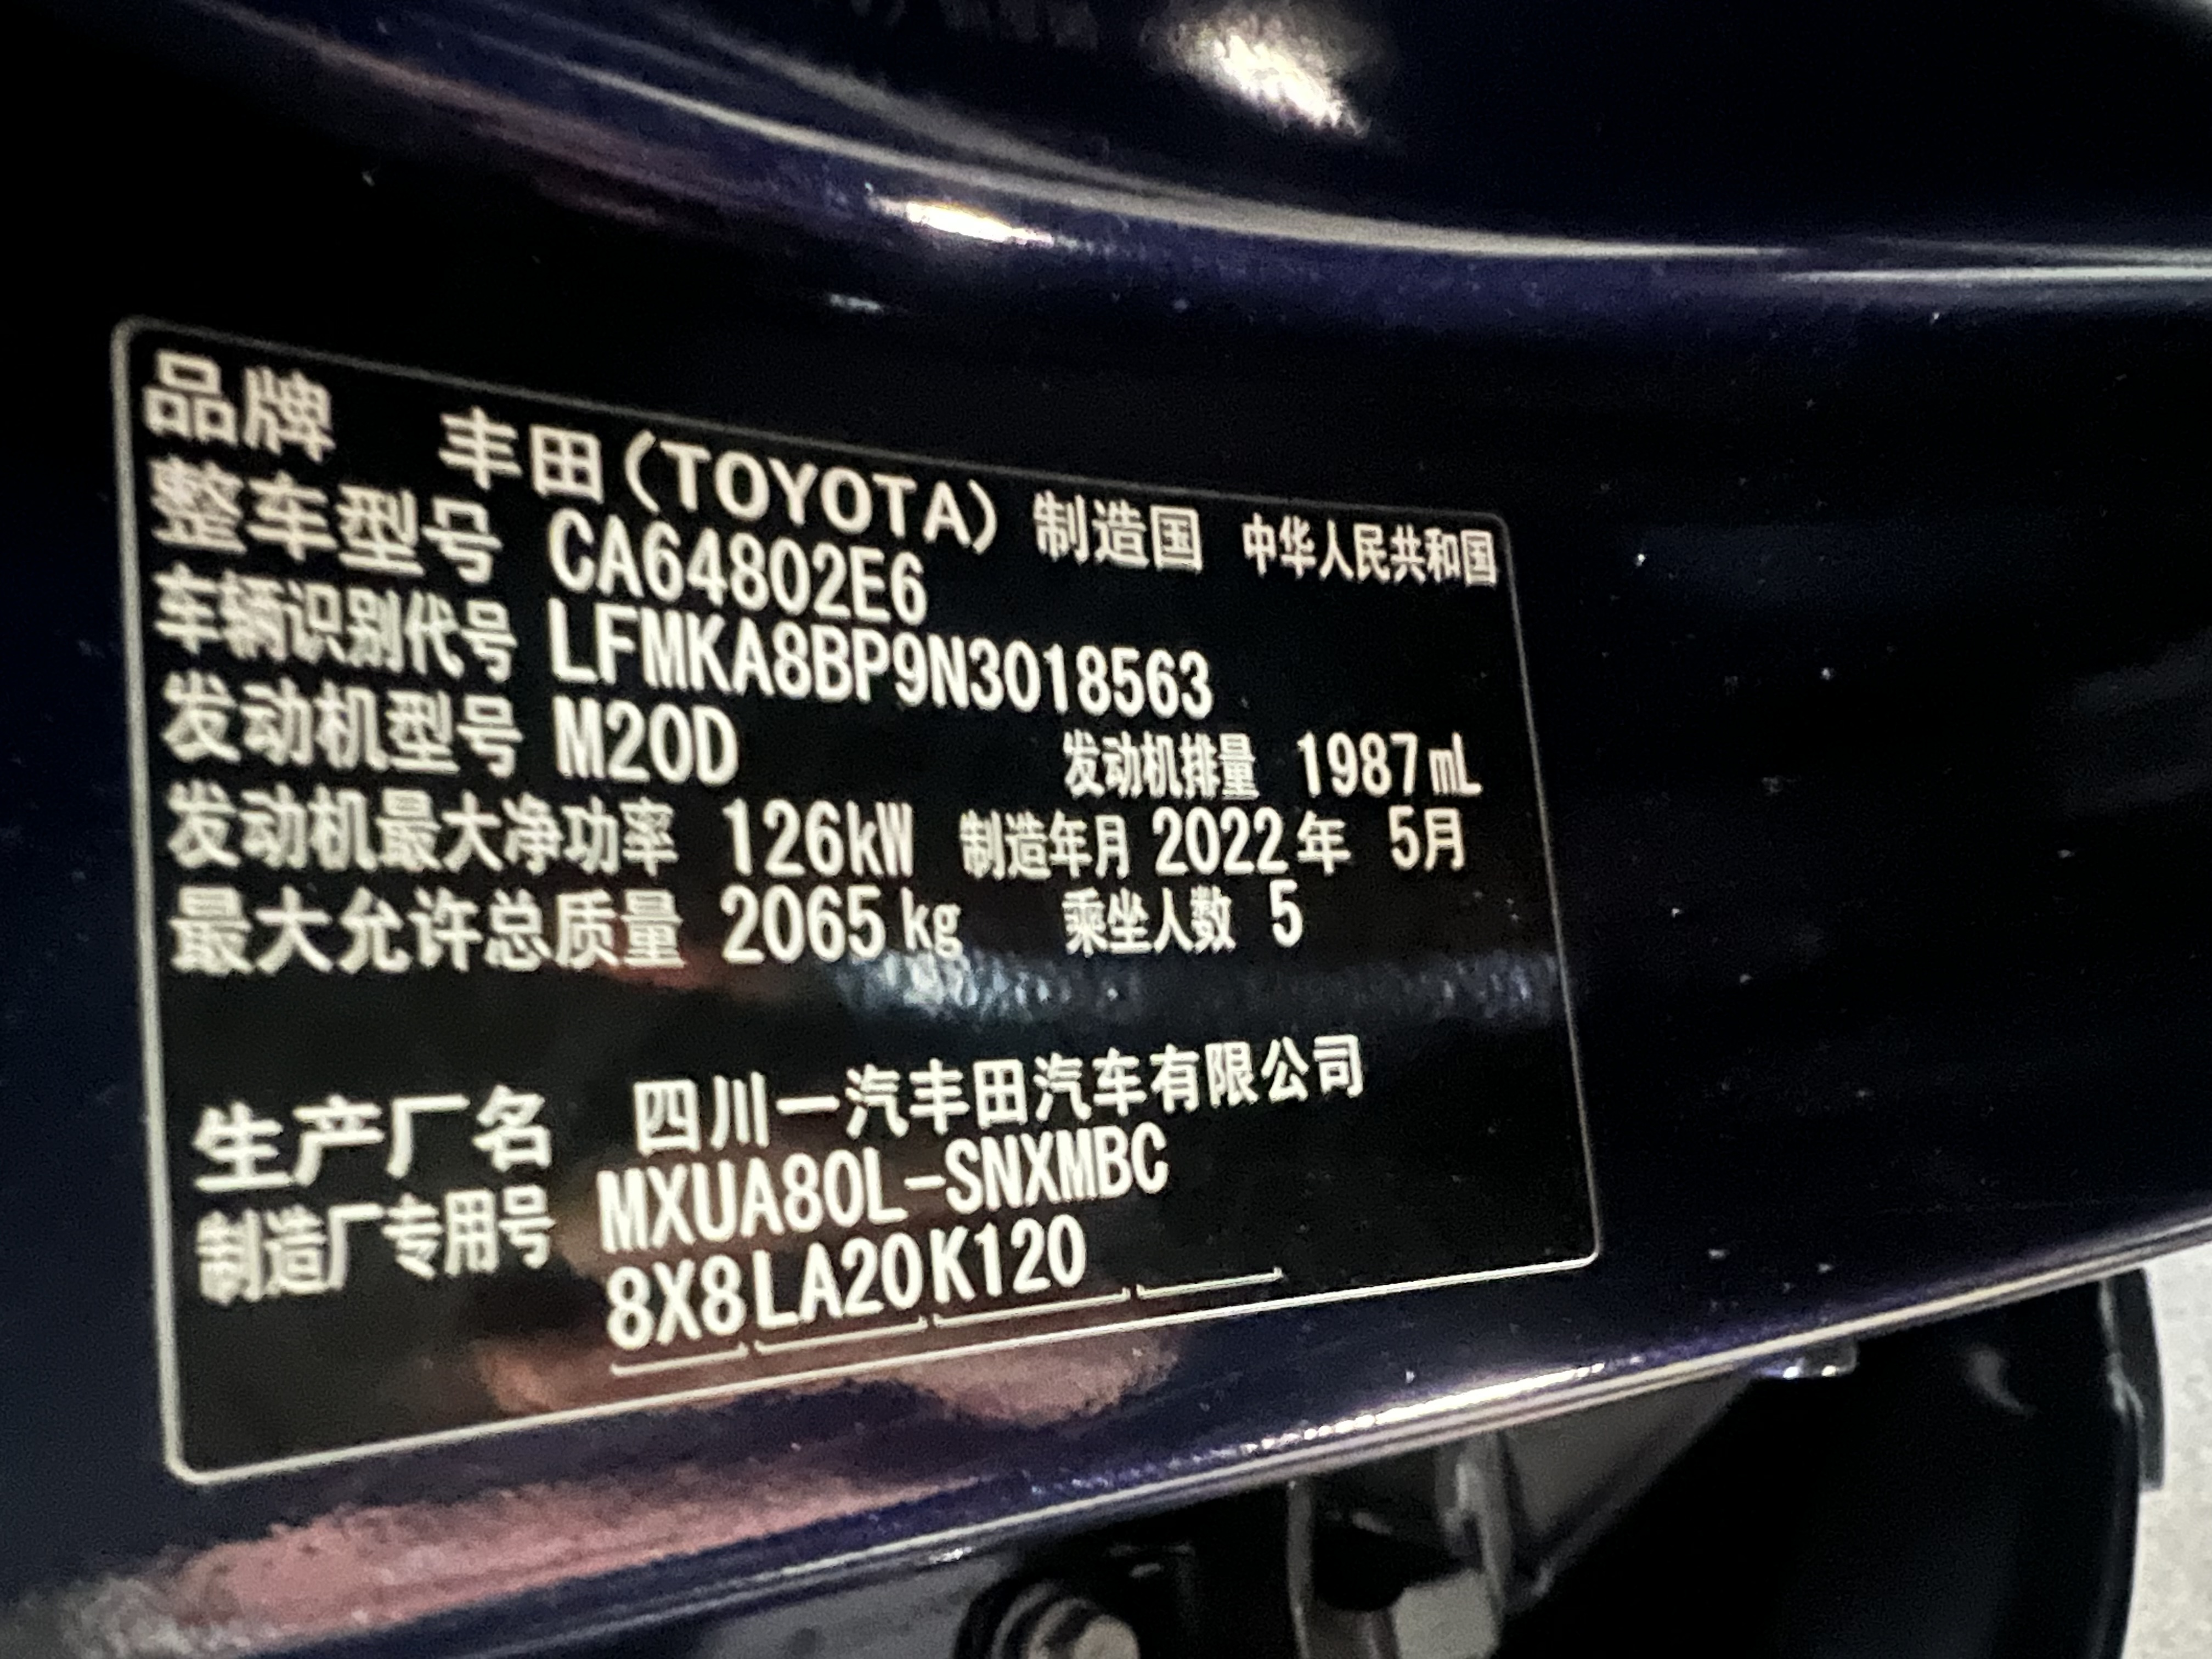 品牌 丰田(TOYOTA) 制造国 中华人民共和国
整车型号 CA64802E6
车辆识别代号 LFMKA8BP9N3018563
发动机型号 M20D 发动机排量 1987mL
发动机最大净功率 126kW 制造年月 2022年 5月
最大允许总质量 2065kg 乘坐人数 5
生产厂名 四川一汽丰田汽车有限公司
制造厂专用号 MXUA80L-SNXMBC
8X8LA20K120